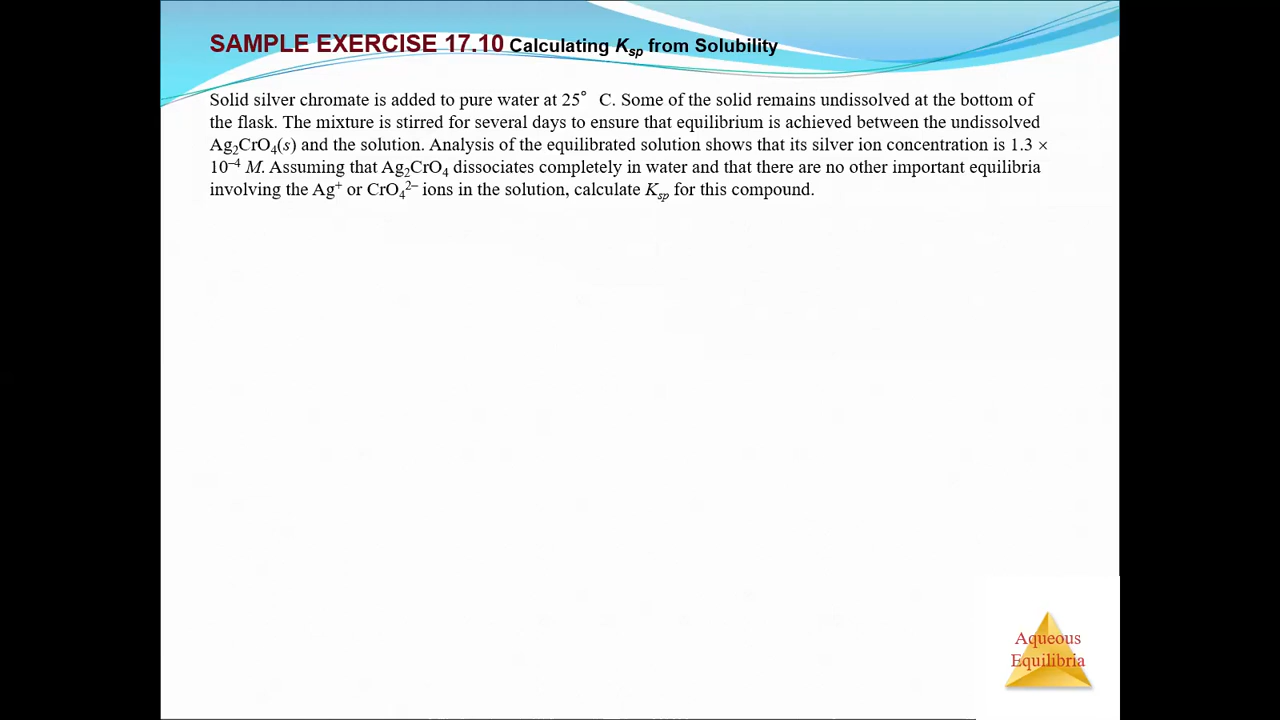 SAMPLE EXERCISE 17.10 Calculating Ksp from Solubility
Solid silver chromate is added to pure water at 25° C. Some of the solid remains undissolved at the bottom of
the flask. The mixture is stirred for several days to ensure that equilibrium is achieved between the undissolved
Ag₂CrO₄(s) and the solution. Analysis of the equilibrated solution shows that its silver ion concentration is 1.3 ×
10⁻⁴ M. Assuming that Ag₂CrO₄ dissociates completely in water and that there are no other important equilibria
involving the Ag⁺ or CrO₄²⁻ ions in the solution, calculate Ksp for this compound.
Aqueous
Equilibria